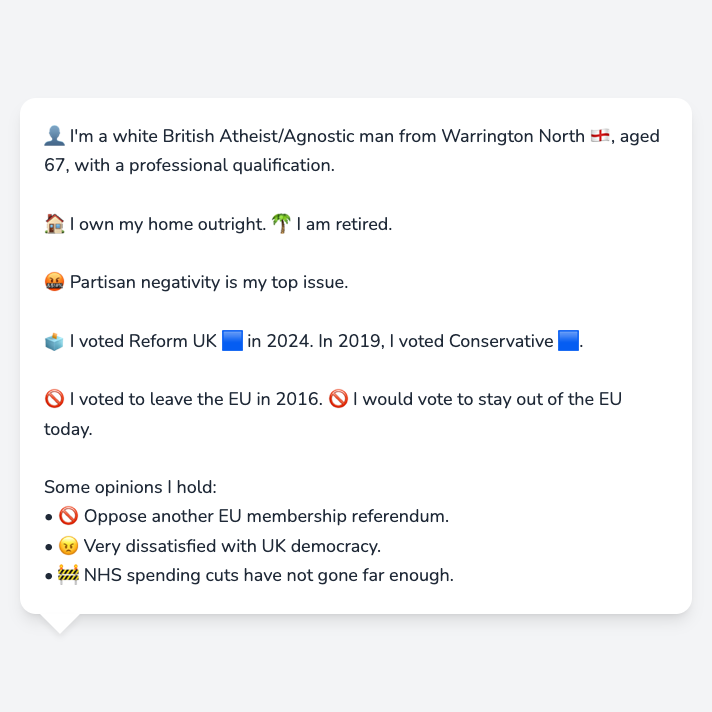 👤 I'm a white British Atheist/Agnostic man from Warrington North 🏴󠁧󠁢󠁥󠁮󠁧󠁿, aged
67, with a professional qualification.
🏠 I own my home outright. 🌴 I am retired.
🤬 Partisan negativity is my top issue.
🗳️ I voted Reform UK 🟦 in 2024. In 2019, I voted Conservative 🟦.
🚫 I voted to leave the EU in 2016. 🚫 I would vote to stay out of the EU
today.
Some opinions I hold:
• 🚫 Oppose another EU membership referendum.
• 😠 Very dissatisfied with UK democracy.
• 🚧 NHS spending cuts have not gone far enough.